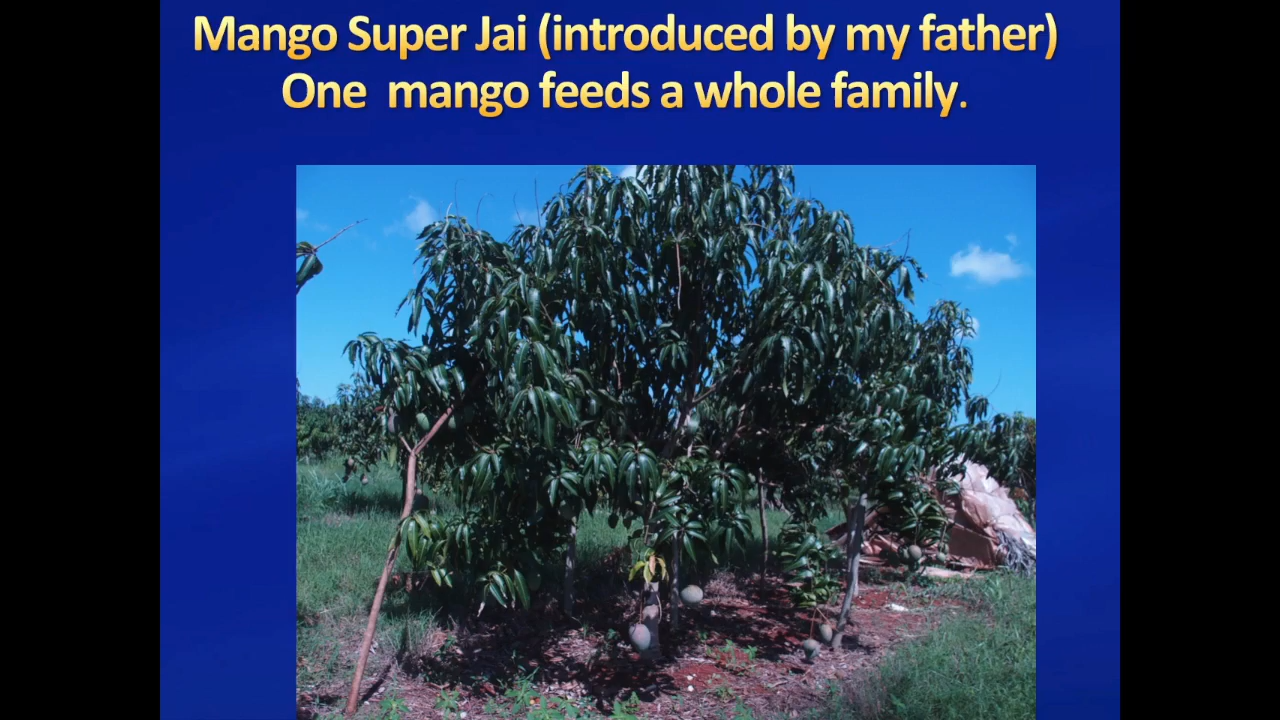 Mango Super Jai (introduced by my father)
One mango feeds a whole family.